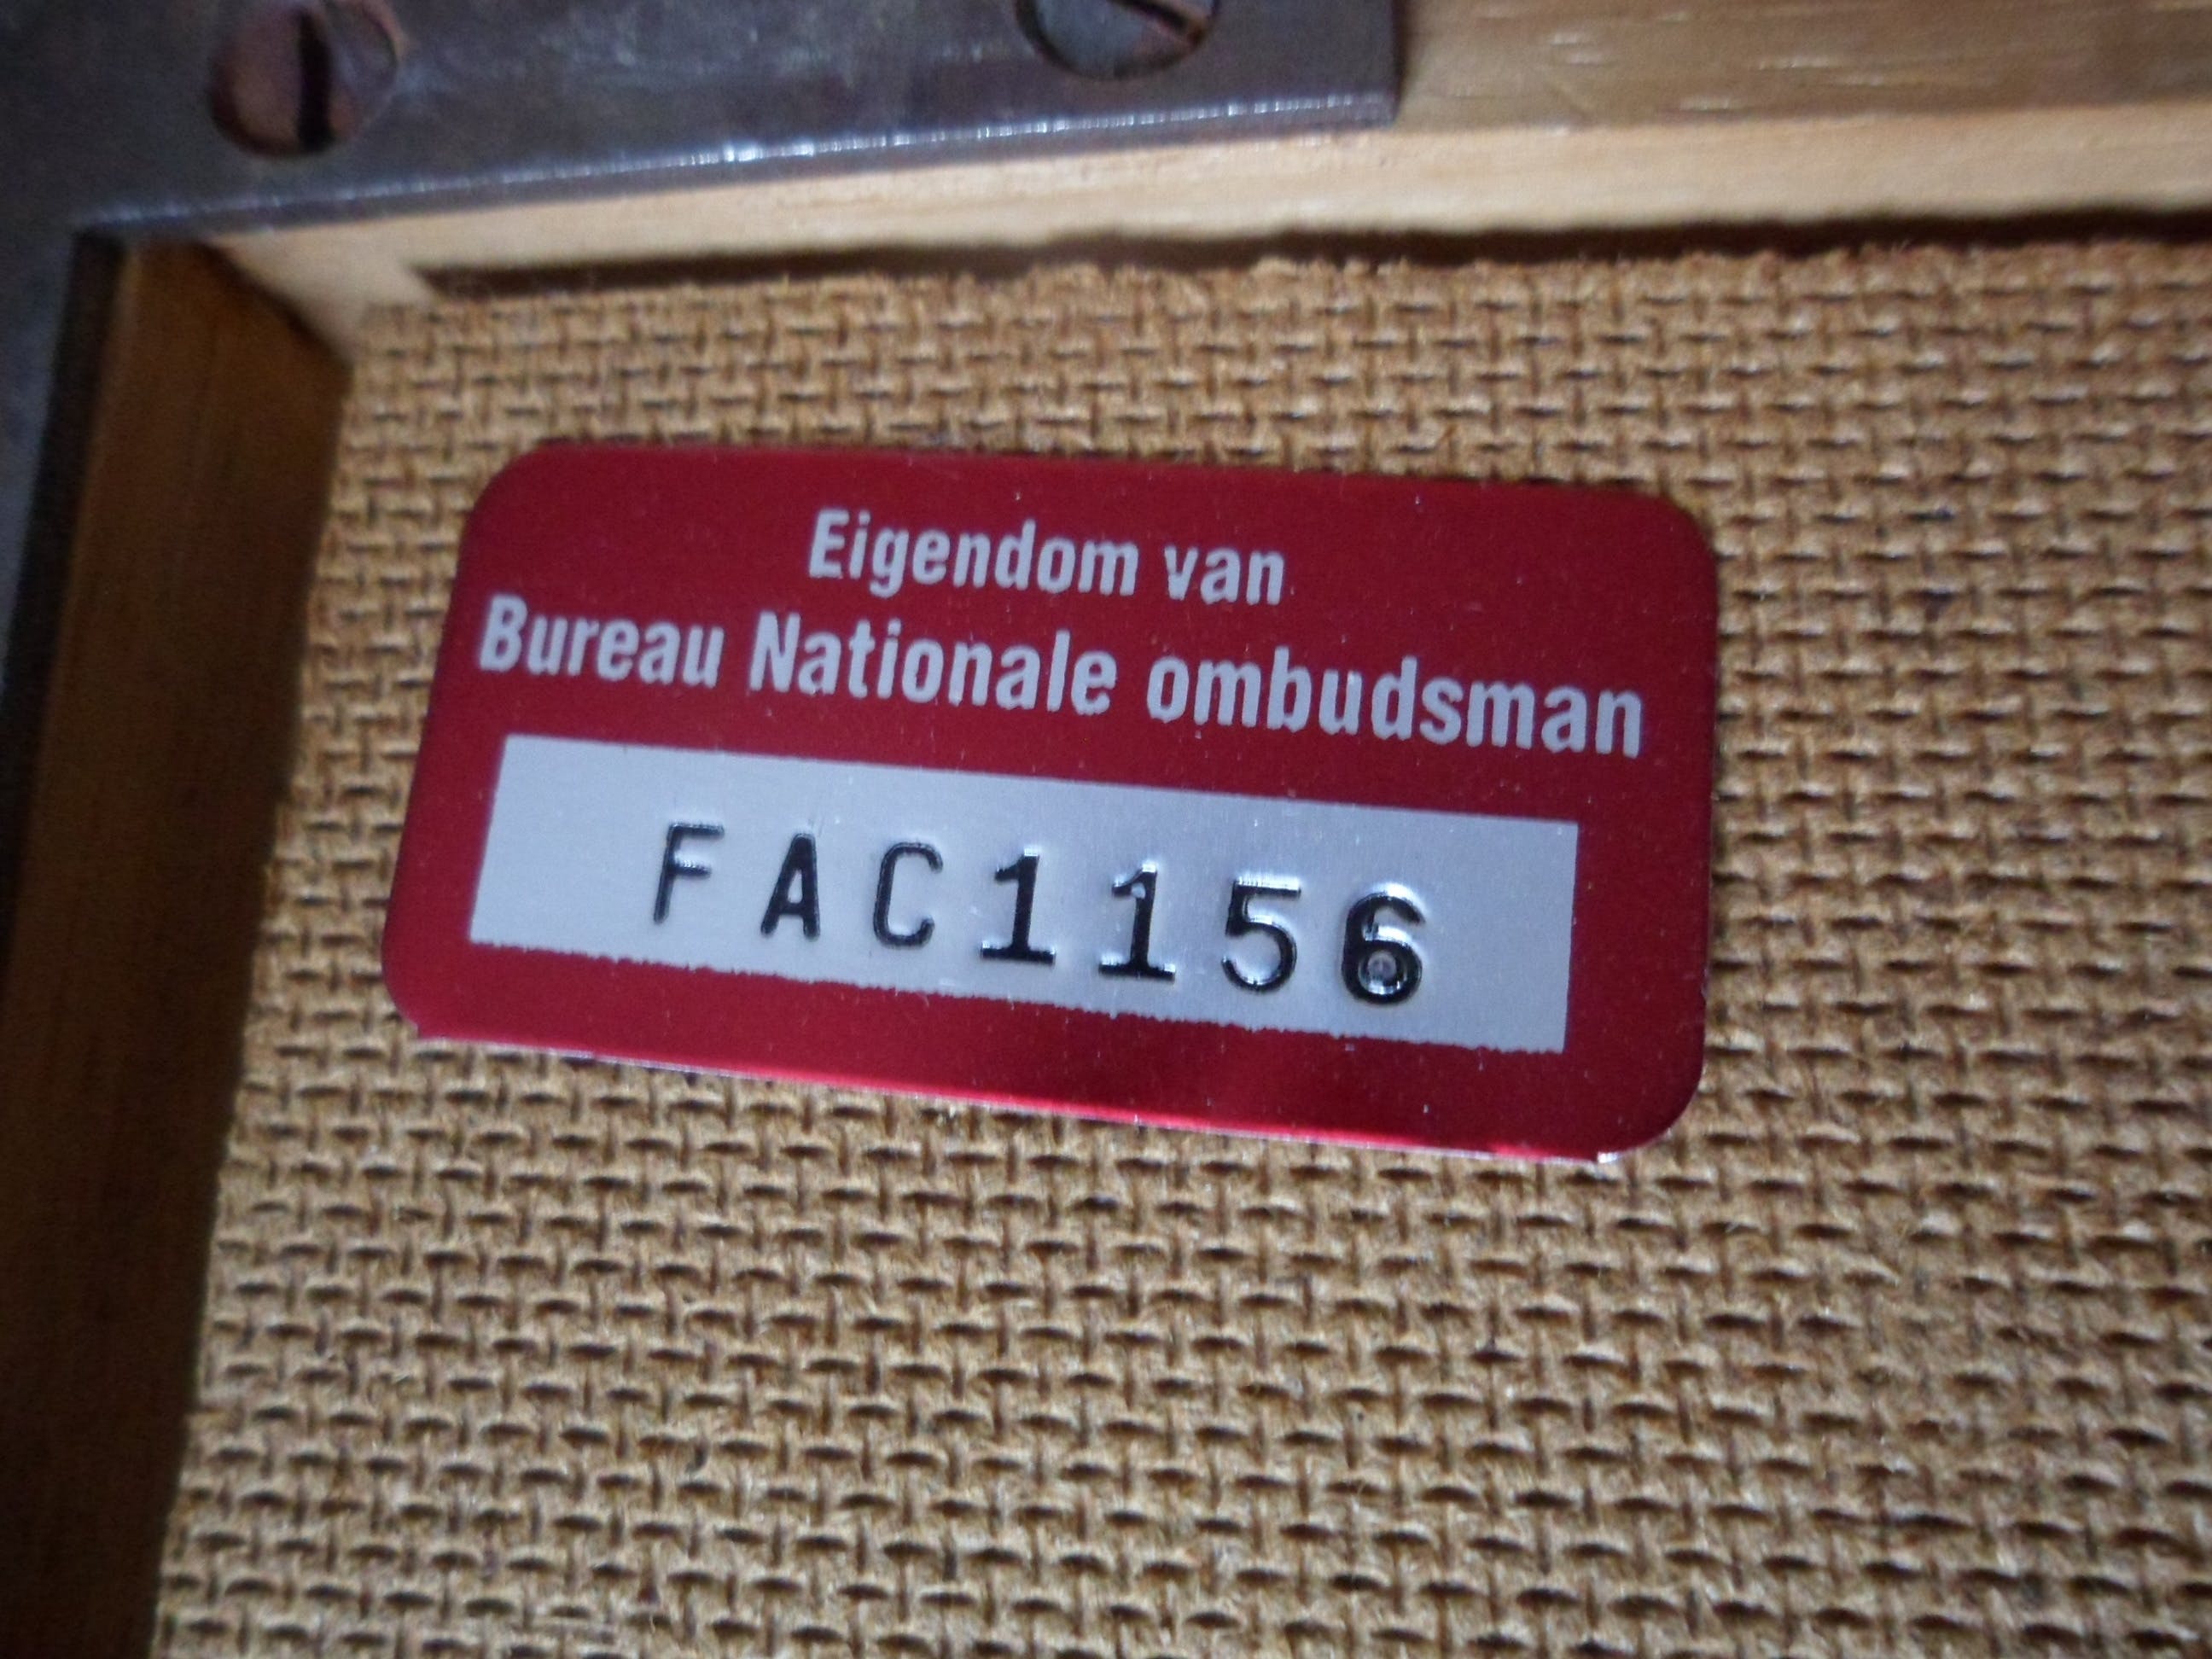 Eigendom van
Bureau Nationale ombudsman
FAC1156